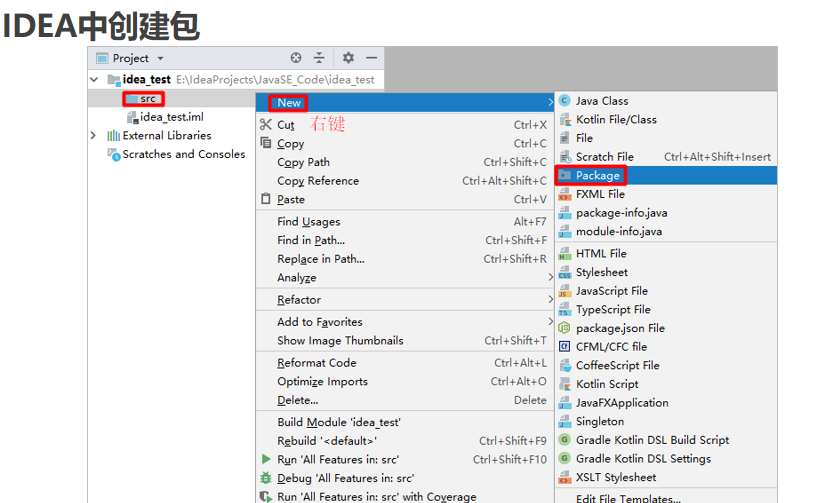 IDEA中创建包
Project
idea_test E:\IdeaProjects\JavaSE_Code\idea_test
src
idea_test.iml
External Libraries
Scratches and Consoles
New
Cut 右键 Ctrl+X
Copy Ctrl+C
Copy Path Ctrl+Shift+C
Copy Reference Ctrl+Alt+Shift+C
Paste Ctrl+V
Find Usages Alt+F7
Find in Path... Ctrl+Shift+F
Replace in Path... Ctrl+Shift+R
Analyze
Refactor
Add to Favorites
Show Image Thumbnails Ctrl+Shift+T
Reformat Code Ctrl+Alt+L
Optimize Imports Ctrl+Alt+O
Delete... Delete
Build Module 'idea_test'
Rebuild '<default>' Ctrl+Shift+F9
Run 'All Features in: src' Ctrl+Shift+F10
Debug 'All Features in: src'
Run 'All Features in: src' with Coverage
Java Class
Kotlin File/Class
File
Scratch File Ctrl+Alt+Shift+Insert
Package
FXML File
package-info.java
module-info.java
HTML File
Stylesheet
JavaScript File
TypeScript File
package.json File
CFML/CFC file
CoffeeScript File
Kotlin Script
JavaFXApplication
Singleton
Gradle Kotlin DSL Build Script
Gradle Kotlin DSL Settings
XSLT Stylesheet
Edit File Templates...